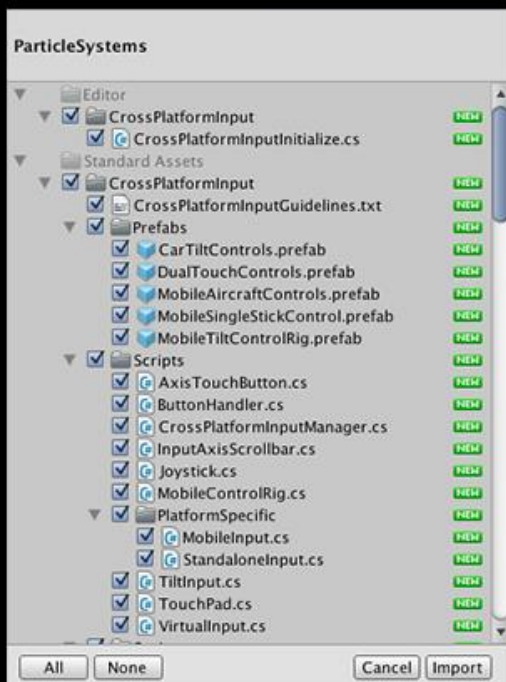 ParticleSystems
Editor
CrossPlatformInput NEW
CrossPlatformInputInitialize.cs NEW
Standard Assets
CrossPlatformInput NEW
CrossPlatformInputGuidelines.txt NEW
Prefabs NEW
CarTiltControls.prefab NEW
DualTouchControls.prefab NEW
MobileAircraftControls.prefab NEW
MobileSingleStickControl.prefab NEW
MobileTiltControlRig.prefab NEW
Scripts NEW
AxisTouchButton.cs NEW
ButtonHandler.cs NEW
CrossPlatformInputManager.cs NEW
InputAxisScrollbar.cs NEW
Joystick.cs NEW
MobileControlRig.cs NEW
PlatformSpecific NEW
MobileInput.cs NEW
StandaloneInput.cs NEW
TiltInput.cs NEW
TouchPad.cs NEW
VirtualInput.cs NEW
All None Cancel Import